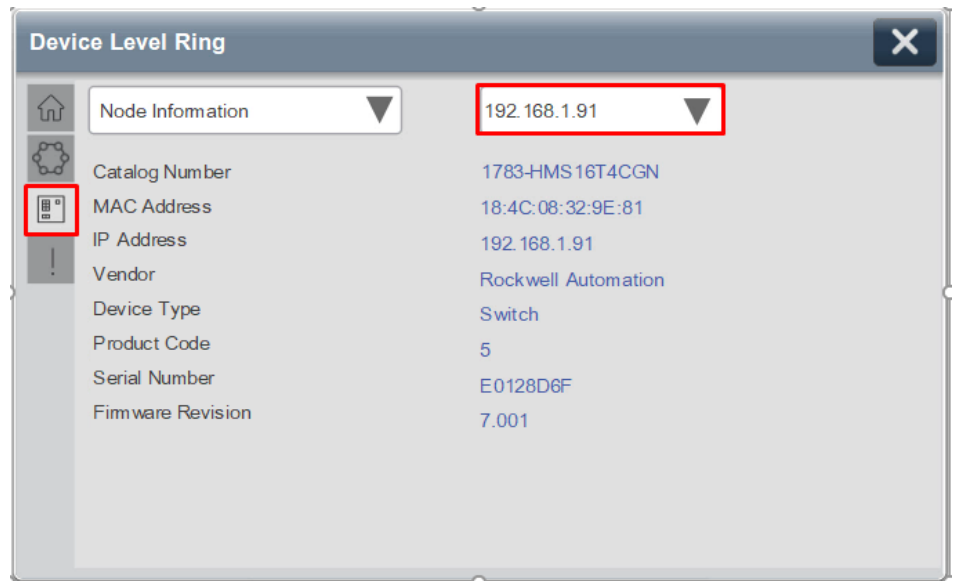 Device Level Ring
Node Information
192.168.1.91
Catalog Number 1783-HMS16T4CGN
MAC Address 18:4C:08:32:9E:81
IP Address 192.168.1.91
Vendor Rockwell Automation
Device Type Switch
Product Code 5
Serial Number E0128D6F
Firmware Revision 7.001